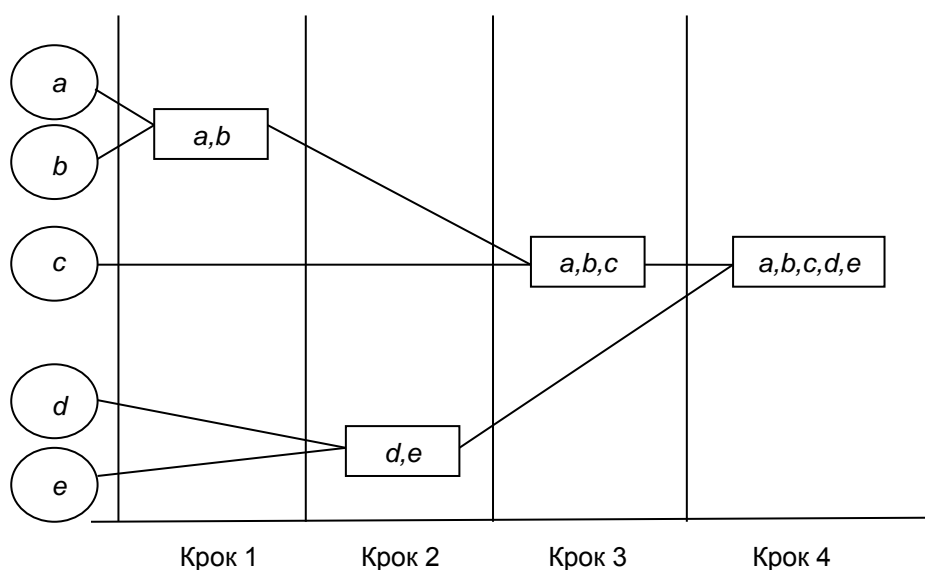 a
a,b
b
c
a,b,c
a,b,c,d,e
d
d,e
e
Крок 1
Крок 2
Крок 3
Крок 4